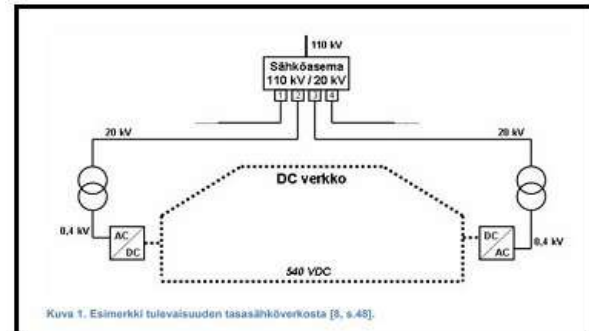 110 kV
Sähköasema
110 kV / 20 kV
1 2 3 4
20 kV
20 kV
DC verkko
0,4 kV
AC
DC
DC
AC
0,4 kV
540 VDC
Kuva 1. Esimerkki tulevaisuuden tasasähköverkosta [8, s.48].